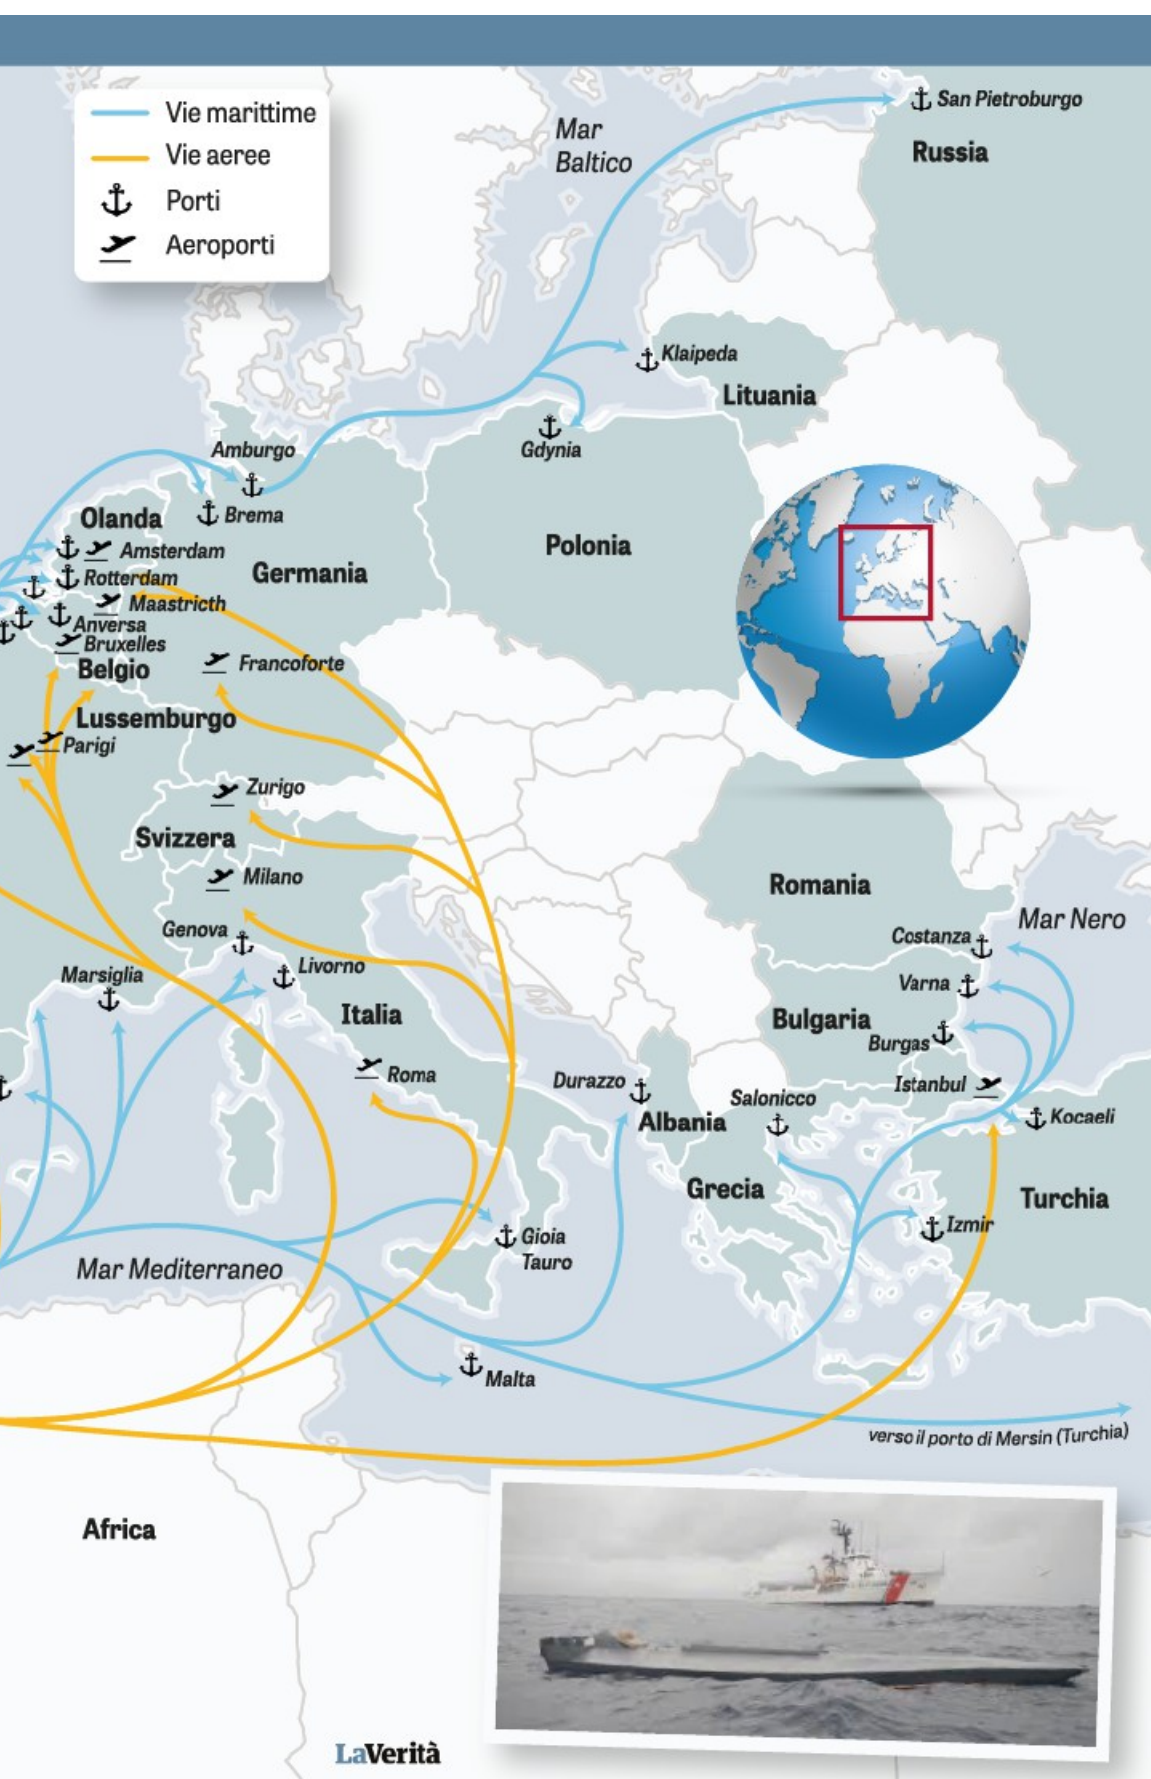 Vie marittime
Vie aeree
Porti
Aeroporti
Mar
Baltico
San Pietroburgo
Russia
Klaipeda
Lituania
Gdynia
Amburgo
Brema
Olanda
Amsterdam
Polonia
Germania
Rotterdam
Maastricth
Anversa
Bruxelles
Belgio
Francoforte
Lussemburgo
Parigi
Zurigo
Svizzera
Milano
Romania
Mar Nero
Genova
Costanza
Livorno
Marsiglia
Varna
Italia
Bulgaria
Burgas
Roma
Durazzo
Istanbul
Salonicco
Albania
Kocaeli
Grecia
Turchia
Izmir
Gioia
Tauro
Mar Mediterraneo
Malta
verso il porto di Mersin (Turchia)
Africa
LaVerità